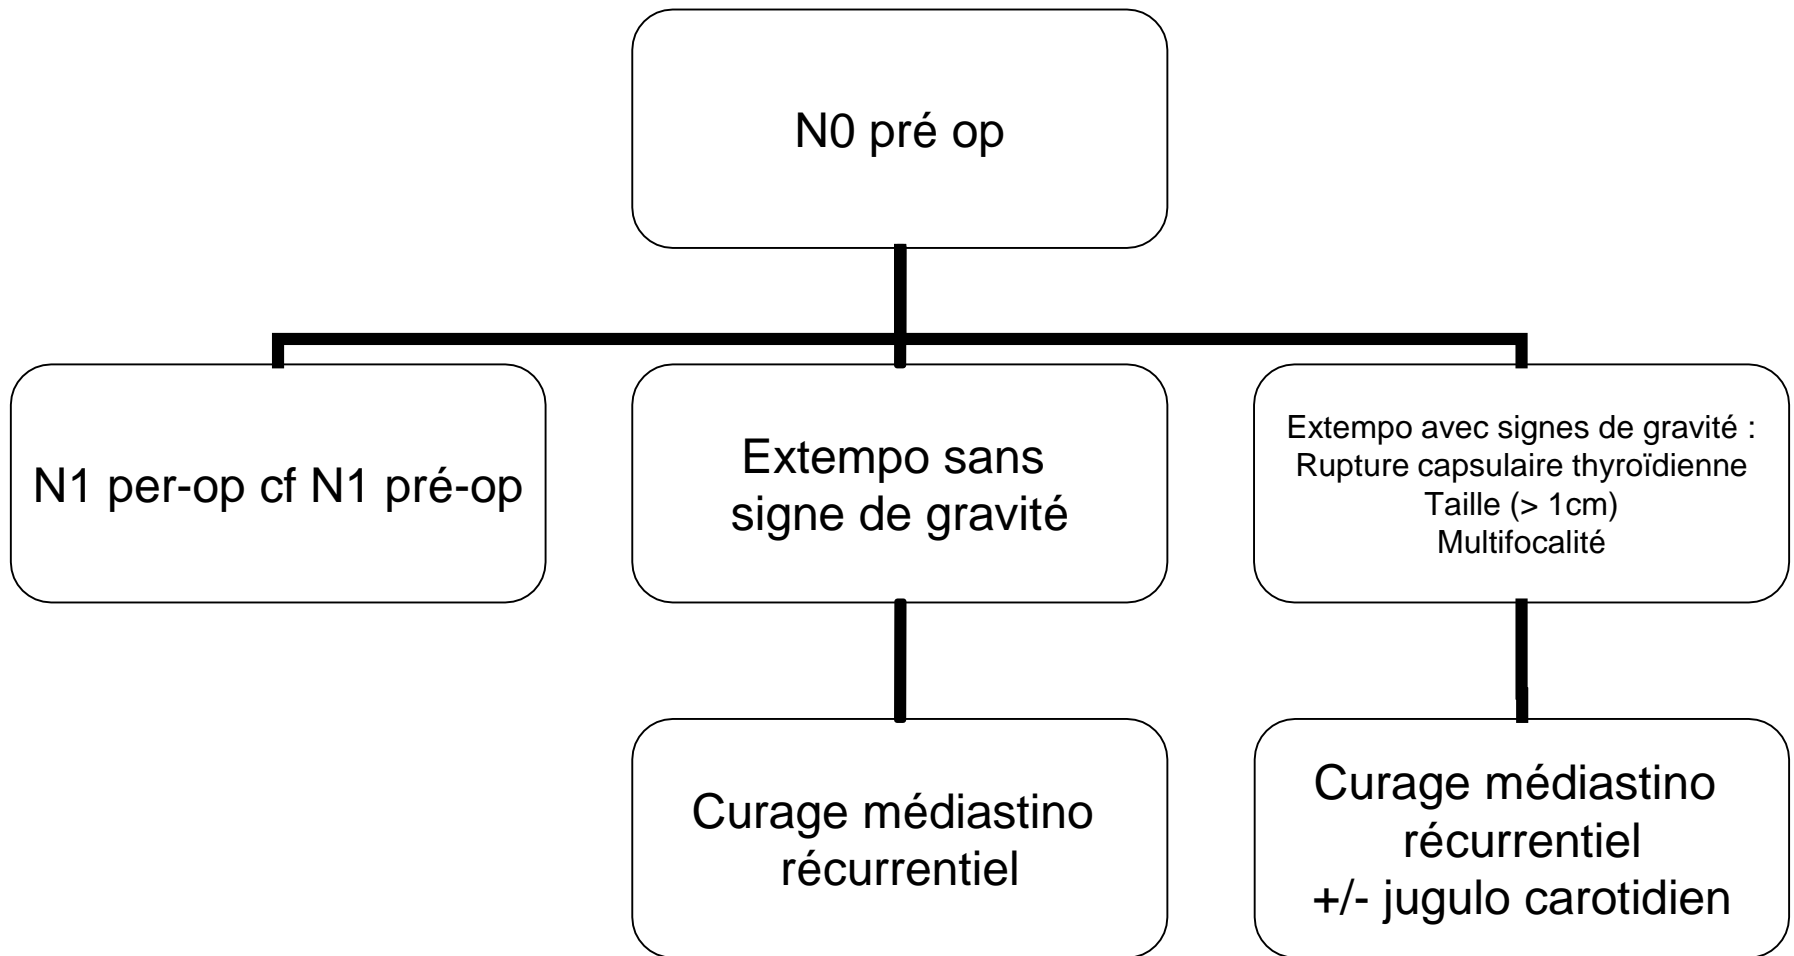 N0 pré op
N1 per-op cf N1 pré-op
Extempo sans
signe de gravité
Extempo avec signes de gravité :
Rupture capsulaire thyroïdienne
Taille (> 1cm)
Multifocalité
Curage médiastino
récurrentiel
Curage médiastino
récurrentiel
+/- jugulo carotidien